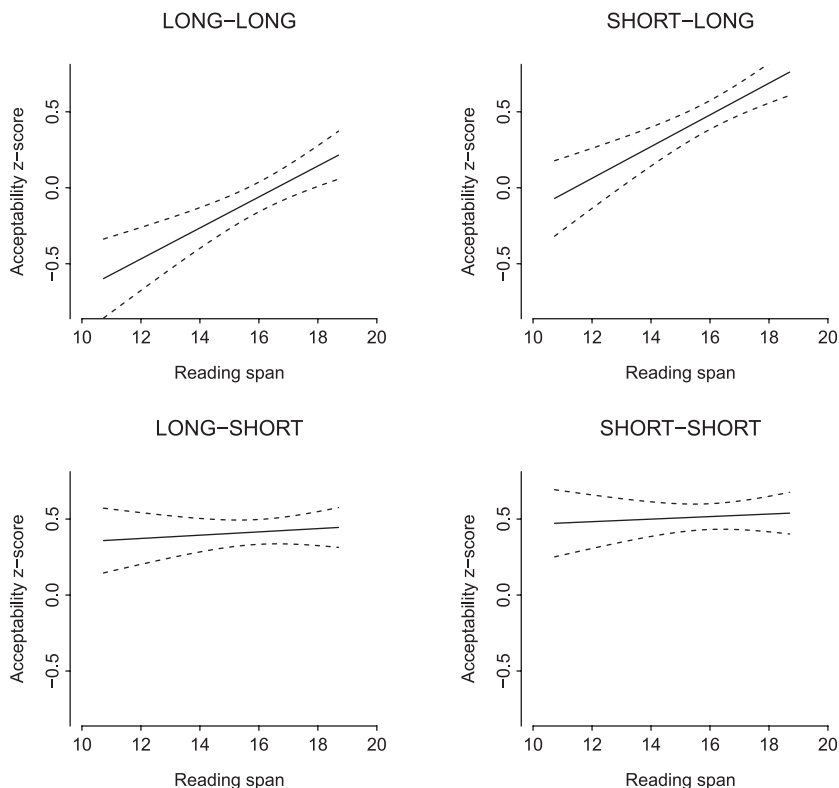 LONG−LONG
Acceptability z−score
0.5
0.0
−0.5
10 12 14 16 18 20
Reading span
SHORT−LONG
Acceptability z−score
0.5
0.0
−0.5
10 12 14 16 18 20
Reading span
LONG−SHORT
Acceptability z−score
0.5
0.0
−0.5
10 12 14 16 18 20
Reading span
SHORT−SHORT
Acceptability z−score
0.5
0.0
−0.5
10 12 14 16 18 20
Reading span